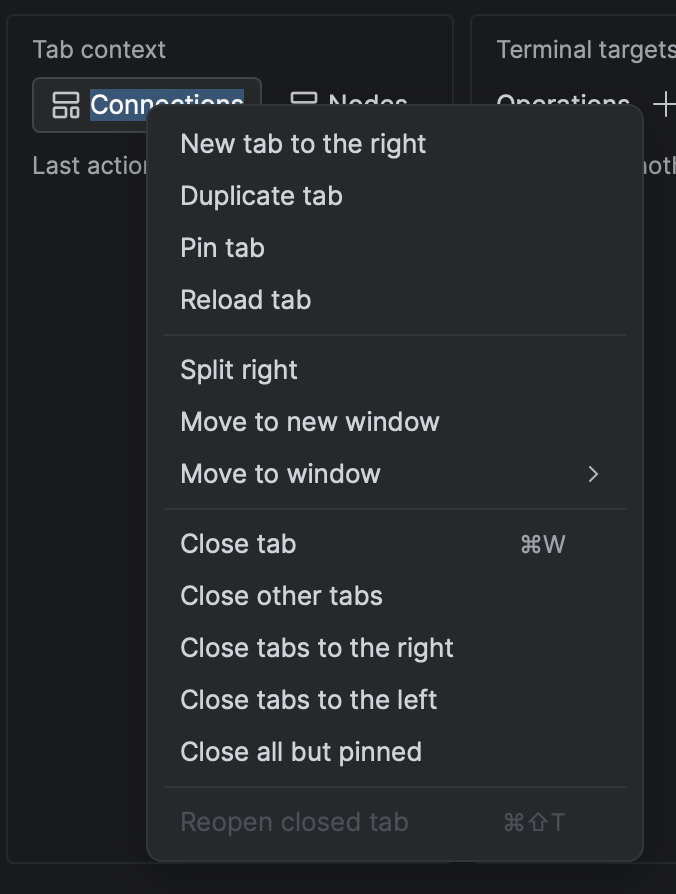 Tab context
Terminal targets
Connections
Nodes
Operations
Last action
New tab to the right
Duplicate tab
Pin tab
Reload tab
Split right
Move to new window
Move to window
Close tab ⌘W
Close other tabs
Close tabs to the right
Close tabs to the left
Close all but pinned
Reopen closed tab ⌘⇧T